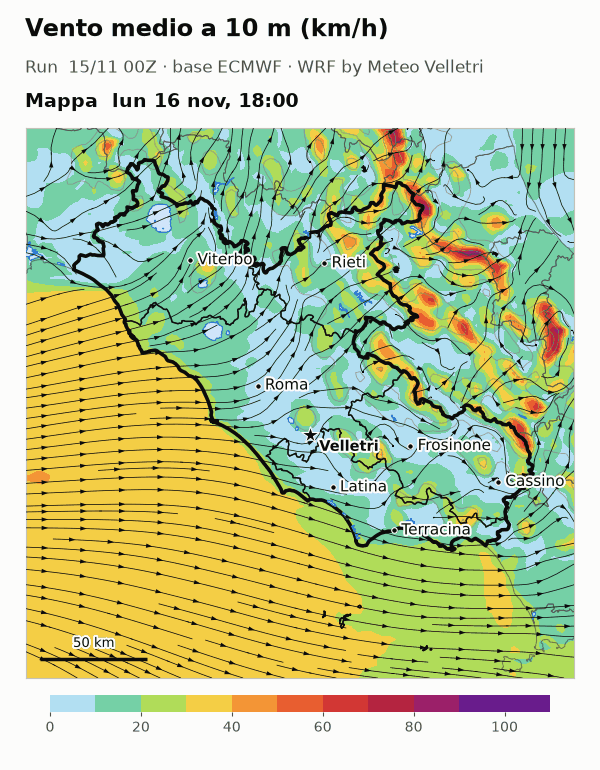 Vento medio a 10 m (km/h)
Run  15/11 00Z · base ECMWF · WRF by Meteo Velletri
Mappa  lun 16 nov, 18:00
Viterbo
Rieti
Roma
Velletri
Frosinone
Cassino
Latina
Terracina
50 km
0 20 40 60 80 100